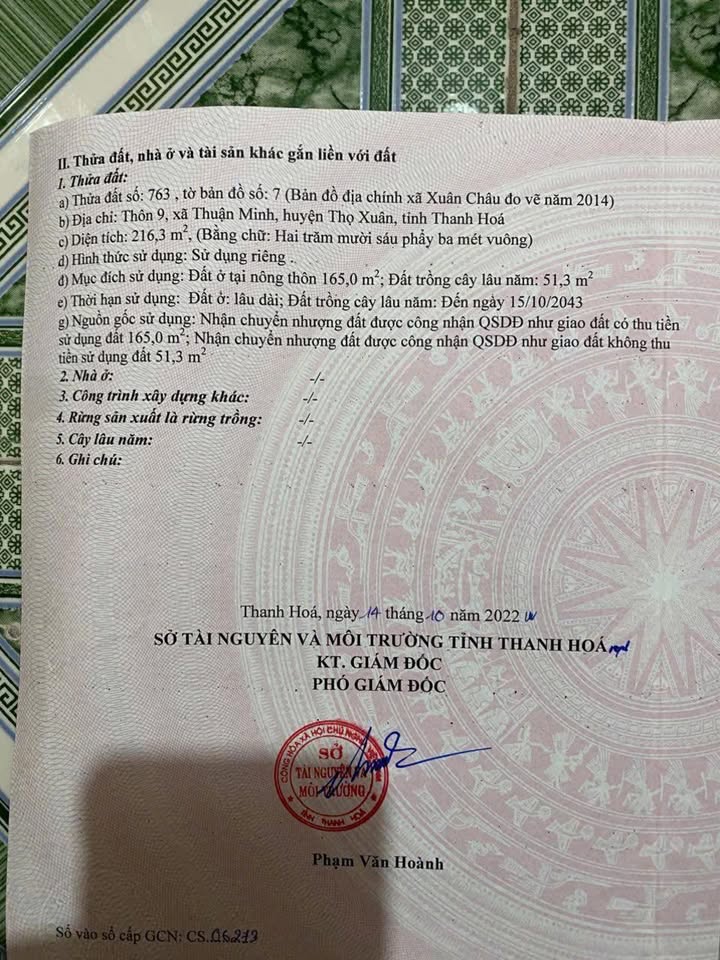 II. Thửa đất, nhà ở và tài sản khác gắn liền với đất
1. Thửa đất:
a) Thửa đất số: 763 , tờ bản đồ số: 7 (Bản đồ địa chính xã Xuân Châu đo vẽ năm 2014)
b) Địa chỉ: Thôn 9, xã Thuận Minh, huyện Thọ Xuân, tỉnh Thanh Hoá
c) Diện tích: 216,3 m², (Bằng chữ: Hai trăm mười sáu phẩy ba mét vuông)
d) Hình thức sử dụng: Sử dụng riêng .
đ) Mục đích sử dụng: Đất ở tại nông thôn 165,0 m²; Đất trồng cây lâu năm: 51,3 m²
e) Thời hạn sử dụng: Đất ở: lâu dài; Đất trồng cây lâu năm: Đến ngày 15/10/2043
g) Nguồn gốc sử dụng: Nhận chuyển nhượng đất được công nhận QSDĐ như giao đất có thu tiền
sử dụng đất 165,0 m²; Nhận chuyển nhượng đất được công nhận QSDĐ như giao đất không thu
tiền sử dụng đất 51,3 m²
2. Nhà ở: -/-
3. Công trình xây dựng khác: -/-
4. Rừng sản xuất là rừng trồng: -/-
5. Cây lâu năm: -/-
6. Ghi chú:
Thanh Hoá, ngày 14 tháng 10 năm 2022
SỞ TÀI NGUYÊN VÀ MÔI TRƯỜNG TỈNH THANH HOÁ
KT. GIÁM ĐỐC
PHÓ GIÁM ĐỐC
CỘNG HÒA XÃ HỘI CHỦ NGHĨA
SỞ
TÀI NGUYÊN
MÔI TRƯỜNG
TỈNH THANH HOÁ
Phạm Văn Hoành
Số vào sổ cấp GCN: CS.06213